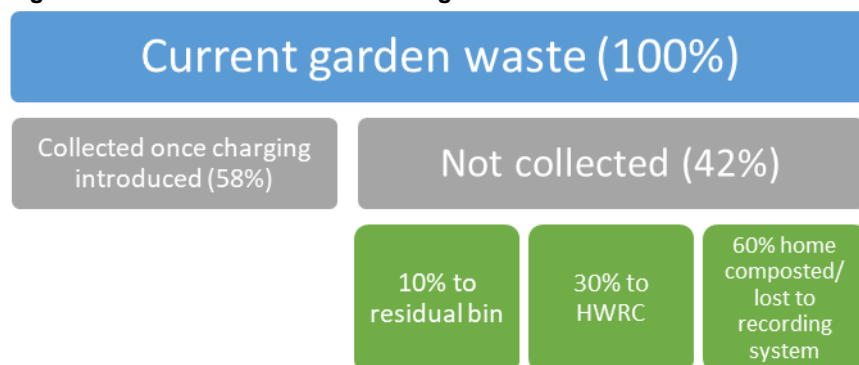 Current garden waste (100%)
Collected once charging
introduced (58%)
Not collected (42%)
10% to
residual bin
30% to
HWRC
60% home
composted/
lost to
recording
system